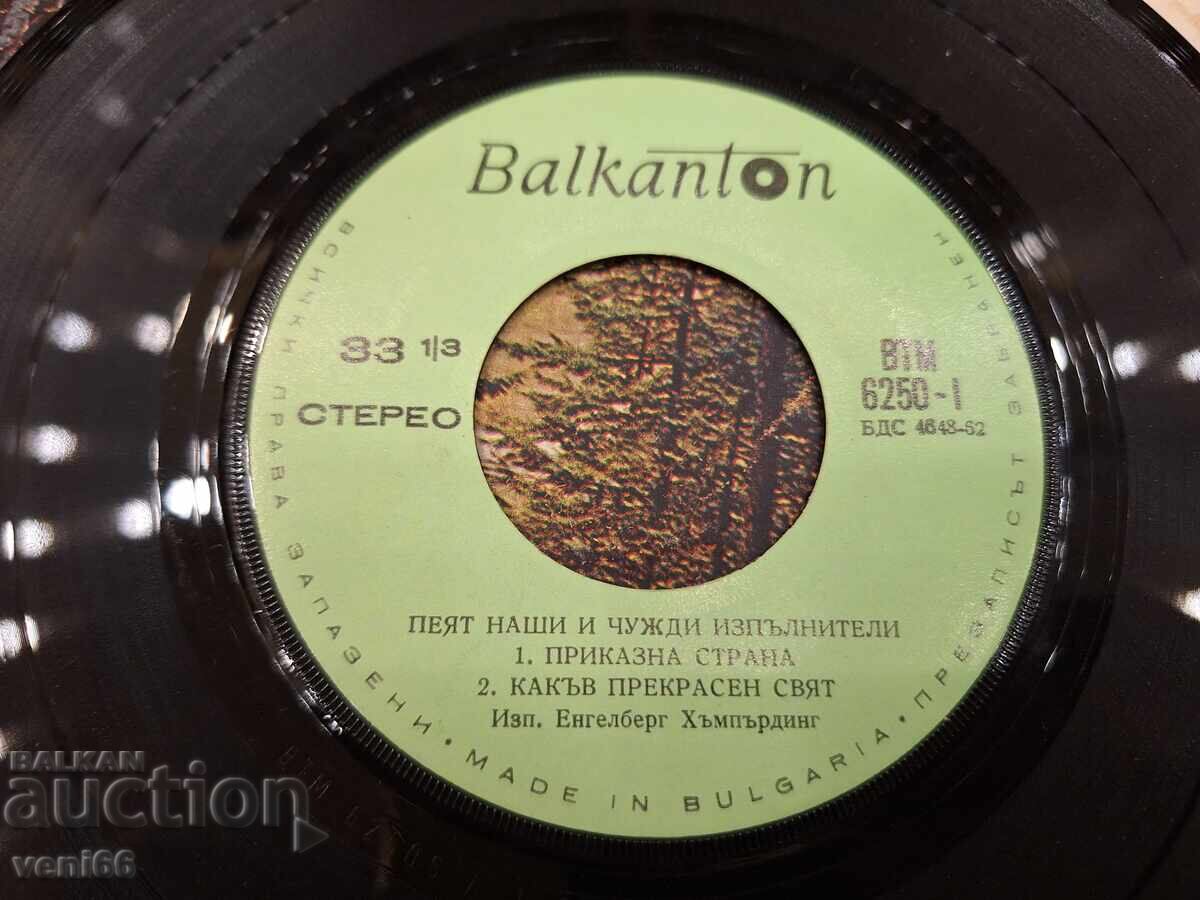 Balkanton
33 1/3
СТЕРЕО
ВТМ
6250-I
БДС 4648-62
ПЕЯТ НАШИ И ЧУЖДИ ИЗПЪЛНИТЕЛИ
1. ПРИКАЗНА СТРАНА
2. КАКЪВ ПРЕКРАСЕН СВЯТ
Изп. Енгелберг Хъмпърдинг
ВСИЧКИ ПРАВА ЗАПАЗЕНИ • MADE IN BULGARIA • ПРЕЗАПИСЪТ ЗАБРАНЕН
BALKAN
auction
veni66